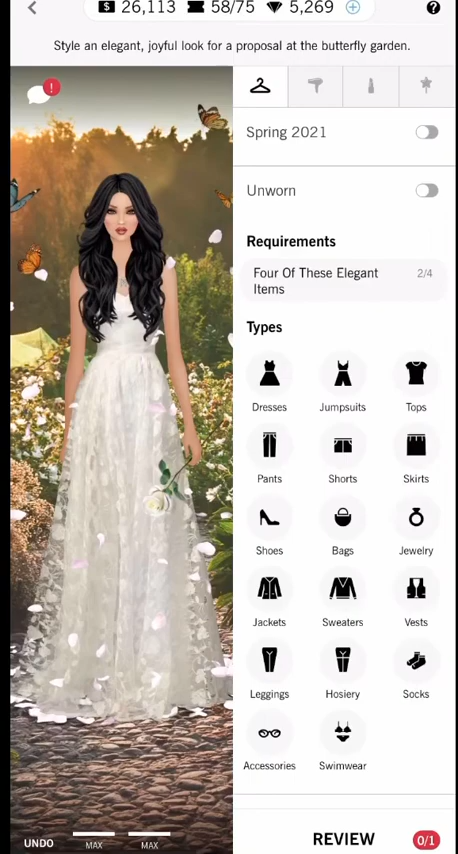 26,113 58/75 5,269
Style an elegant, joyful look for a proposal at the butterfly garden.
Spring 2021
Unworn
Requirements
Four Of These Elegant 2/4
Items
Types
Dresses Jumpsuits Tops
Pants Shorts Skirts
Shoes Bags Jewelry
Jackets Sweaters Vests
Leggings Hosiery Socks
Accessories Swimwear
UNDO MAX MAX
REVIEW 0/1